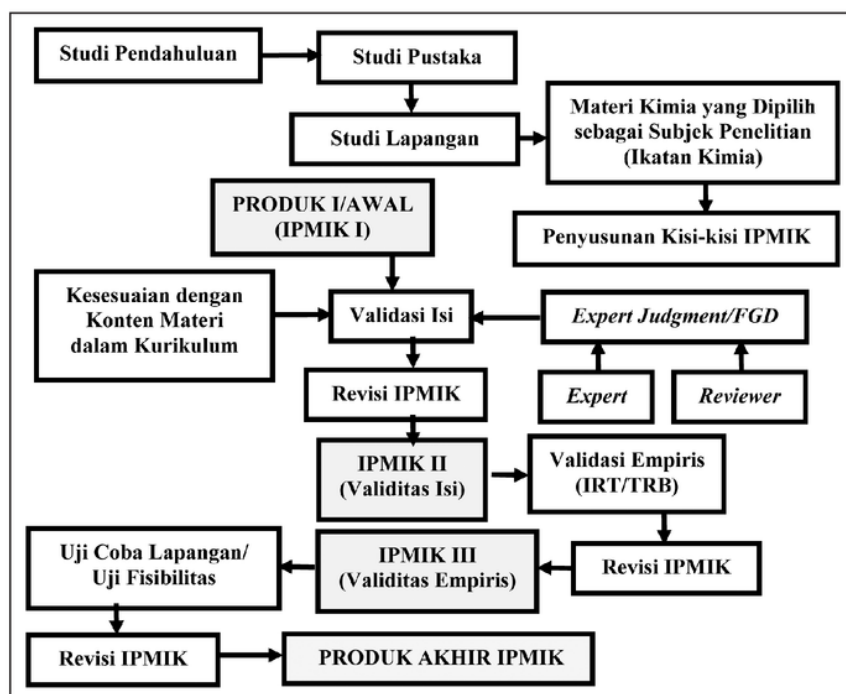 Studi Pendahuluan
Studi Pustaka
Studi Lapangan
Materi Kimia yang Dipilih
sebagai Subjek Penelitian
(Ikatan Kimia)
PRODUK I/AWAL
(IPMIK I)
Penyusunan Kisi-kisi IPMIK
Kesesuaian dengan
Konten Materi
dalam Kurikulum
Validasi Isi
Expert Judgment/FGD
Revisi IPMIK
Expert
Reviewer
IPMIK II
(Validitas Isi)
Validasi Empiris
(IRT/TRB)
Uji Coba Lapangan/
Uji Fisibilitas
IPMIK III
(Validitas Empiris)
Revisi IPMIK
Revisi IPMIK
PRODUK AKHIR IPMIK